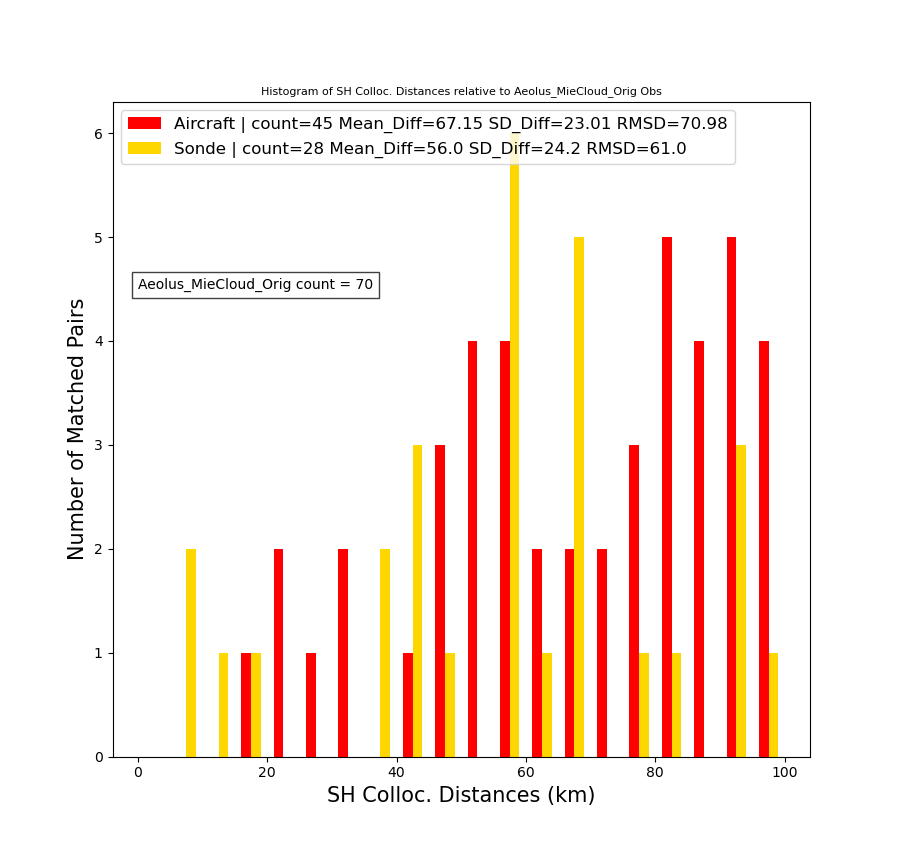 Histogram of SH Colloc. Distances relative to Aeolus_MieCloud_Orig Obs
Aircraft | count=45 Mean_Diff=67.15 SD_Diff=23.01 RMSD=70.98
Sonde | count=28 Mean_Diff=56.0 SD_Diff=24.2 RMSD=61.0
Aeolus_MieCloud_Orig count = 70
Number of Matched Pairs
6
5
4
3
2
1
0
0 20 40 60 80 100
SH Colloc. Distances (km)